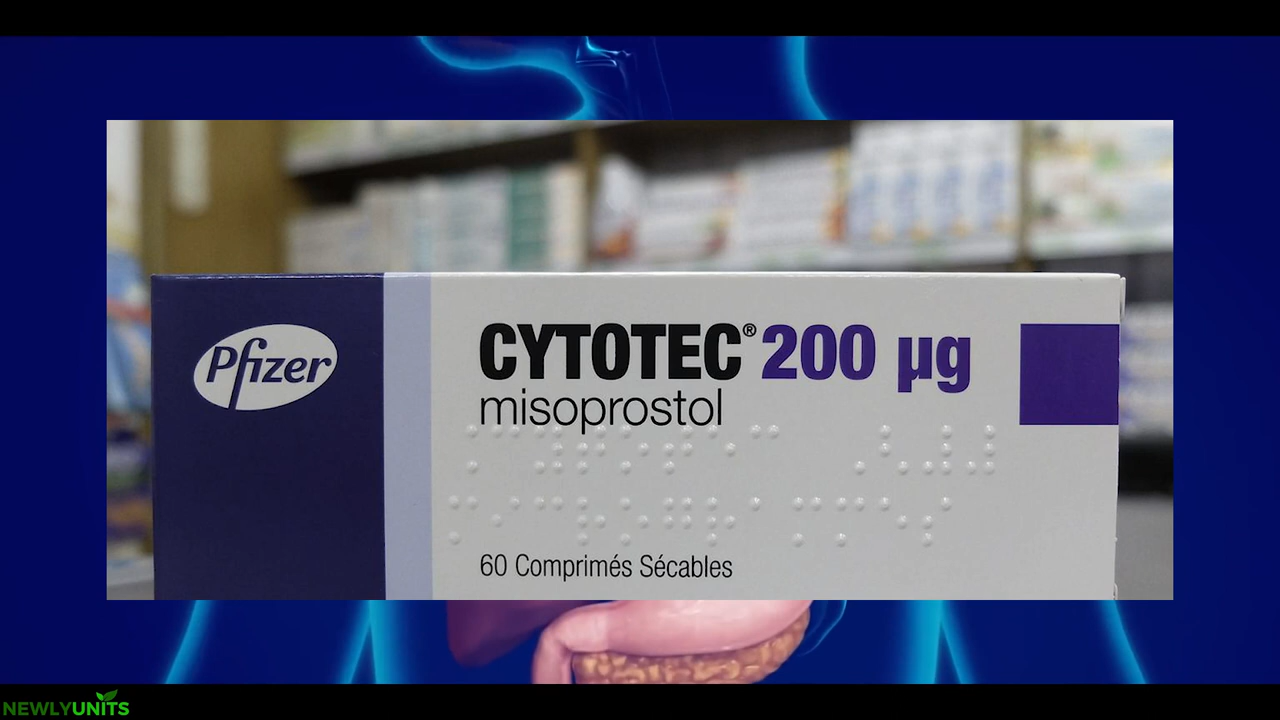 Pfizer
CYTOTEC® 200 µg
misoprostol
60 Comprimés Sécables
NEWLYUNITS